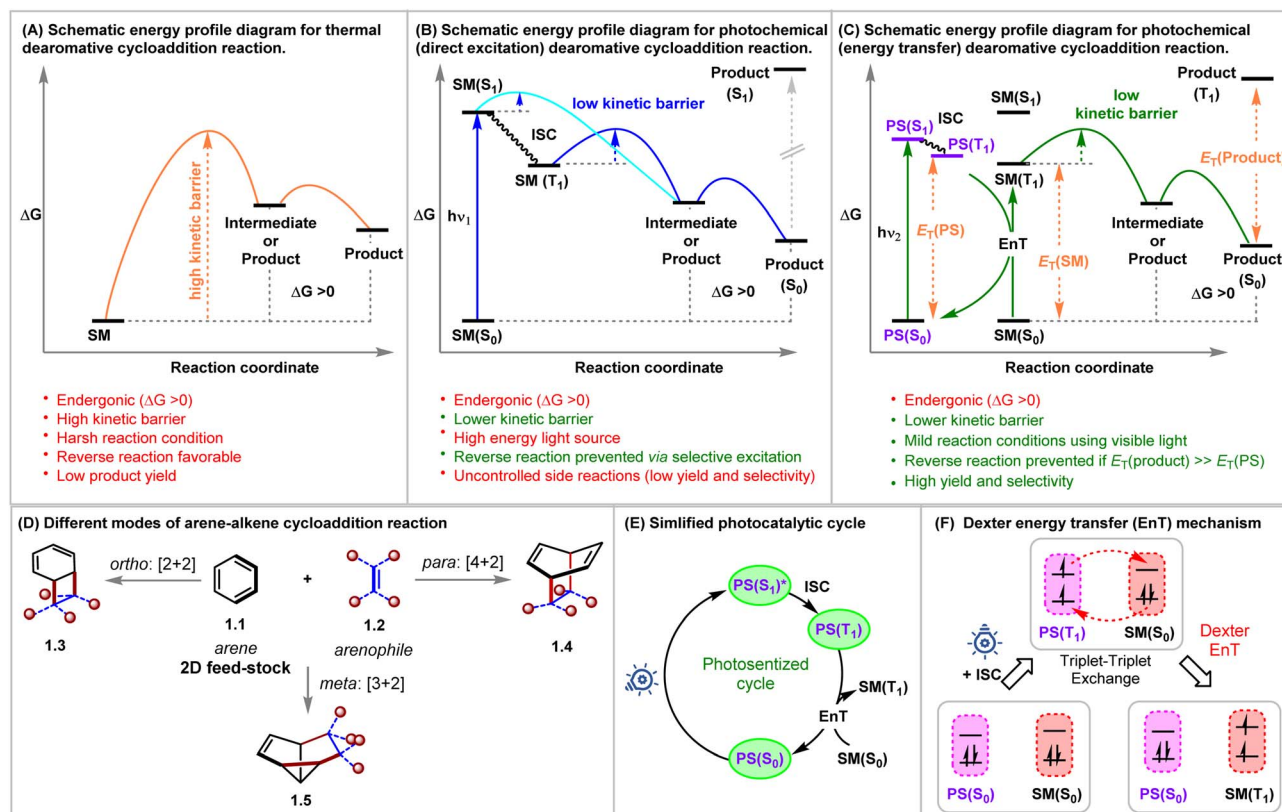 (A) Schematic energy profile diagram for thermal
dearomative cycloaddition reaction.
ΔG
high kinetic barrier
Intermediate
or
Product
Product
ΔG >0
SM
Reaction coordinate
• Endergonic (ΔG >0)
• High kinetic barrier
• Harsh reaction condition
• Reverse reaction favorable
• Low product yield
(B) Schematic energy profile diagram for photochemical
(direct excitation) dearomative cycloaddition reaction.
Product
(S1)
SM(S1)
low kinetic barrier
ISC
SM (T1)
ΔG
hν1
Intermediate
or
Product
Product
(S0)
ΔG >0
SM(S0)
Reaction coordinate
• Endergonic (ΔG >0)
• Lower kinetic barrier
• High energy light source
• Reverse reaction prevented via selective excitation
• Uncontrolled side reactions (low yield and selectivity)
(C) Schematic energy profile diagram for photochemical
(energy transfer) dearomative cycloaddition reaction.
Product
(T1)
SM(S1)
low
kinetic barrier
PS(S1)
ISC
PS(T1)
SM(T1)
ET(Product)
ΔG
hν2
ET(PS)
EnT
ET(SM)
Intermediate
or
Product
Product
(S0)
ΔG >0
PS(S0)
SM(S0)
Reaction coordinate
• Endergonic (ΔG >0)
• Lower kinetic barrier
• Mild reaction conditions using visible light
• Reverse reaction prevented if ET(product) >> ET(PS)
• High yield and selectivity
(D) Different modes of arene-alkene cycloaddition reaction
ortho: [2+2]
+
para: [4+2]
1.3
1.1
1.2
1.4
arene
arenophile
2D feed-stock
meta: [3+2]
1.5
(E) Simlified photocatalytic cycle
PS(S1)*
ISC
PS(T1)
Photosentized
cycle
SM(T1)
EnT
SM(S0)
PS(S0)
(F) Dexter energy transfer (EnT) mechanism
PS(T1)
SM(S0)
+ ISC
Triplet-Triplet
Exchange
Dexter
EnT
PS(S0)
SM(S0)
PS(S0)
SM(T1)